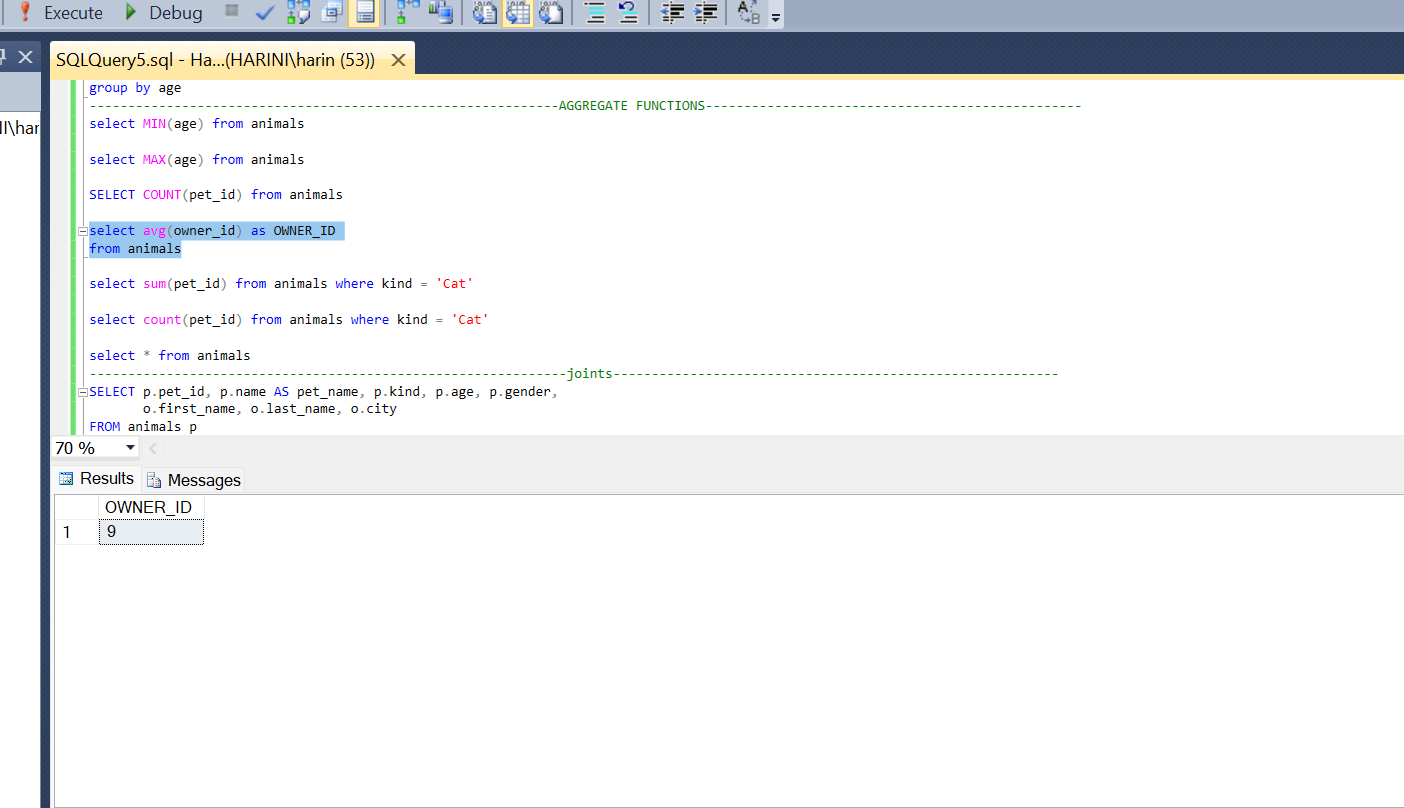 Execute Debug
SQLQuery5.sql - Ha...(HARINI\harin (53))
I\har
group by age
-------------------------------------------------------------AGGREGATE FUNCTIONS-------------------------------------------------
select MIN(age) from animals
select MAX(age) from animals
SELECT COUNT(pet_id) from animals
select avg(owner_id) as OWNER_ID
from animals
select sum(pet_id) from animals where kind = 'Cat'
select count(pet_id) from animals where kind = 'Cat'
select * from animals
--------------------------------------------------------------joints----------------------------------------------------------
SELECT p.pet_id, p.name AS pet_name, p.kind, p.age, p.gender,
o.first_name, o.last_name, o.city
FROM animals p
70 %
Results Messages
OWNER_ID
1 9